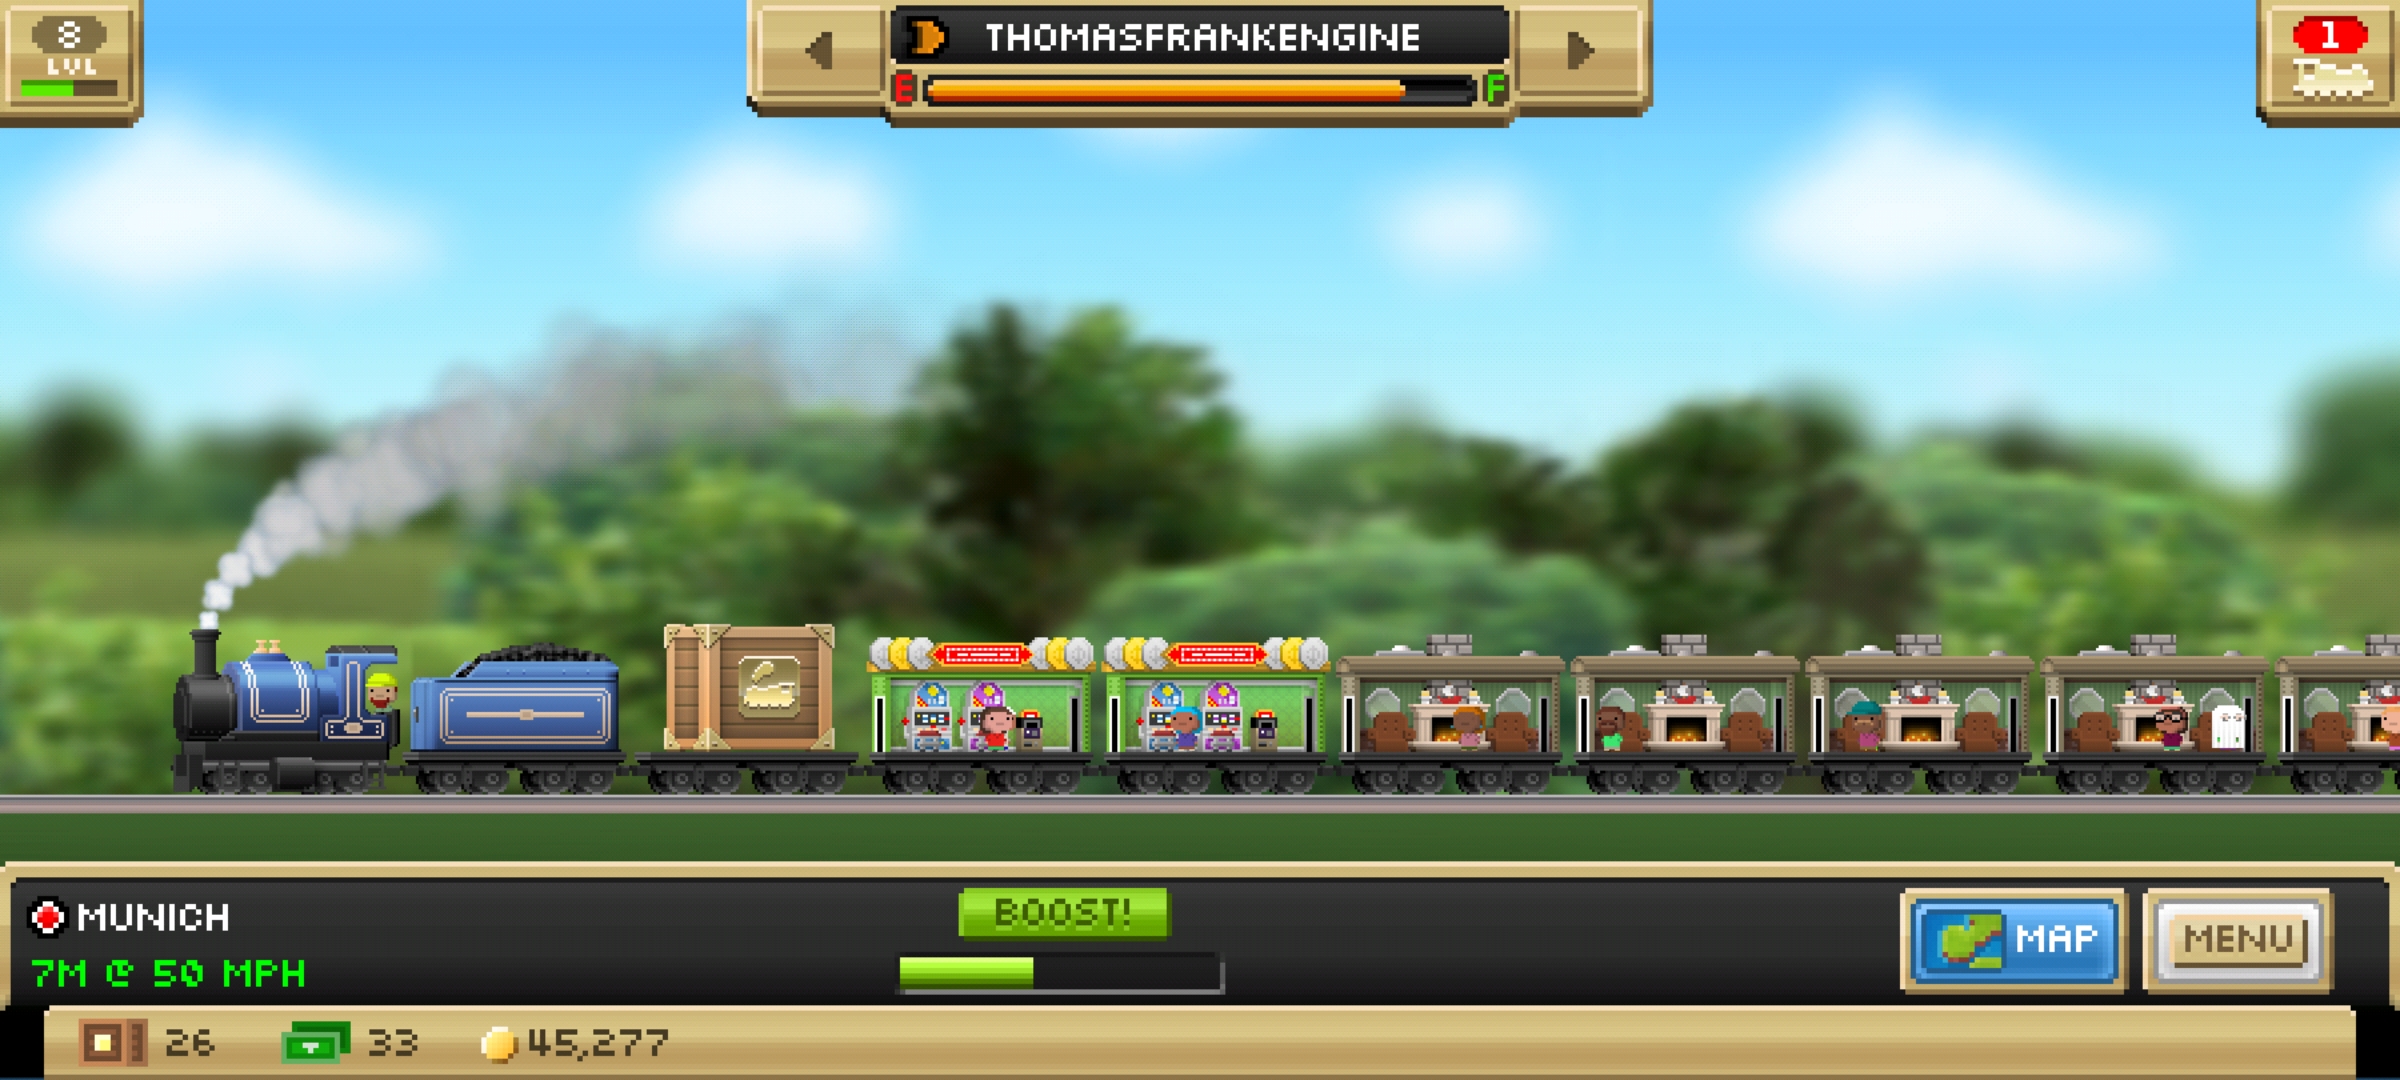 8
LVL
THOMASFRANKENGINE
E F
1
MUNICH
7M @ 50 MPH
BOOST!
MAP
MENU
26
33
45,277